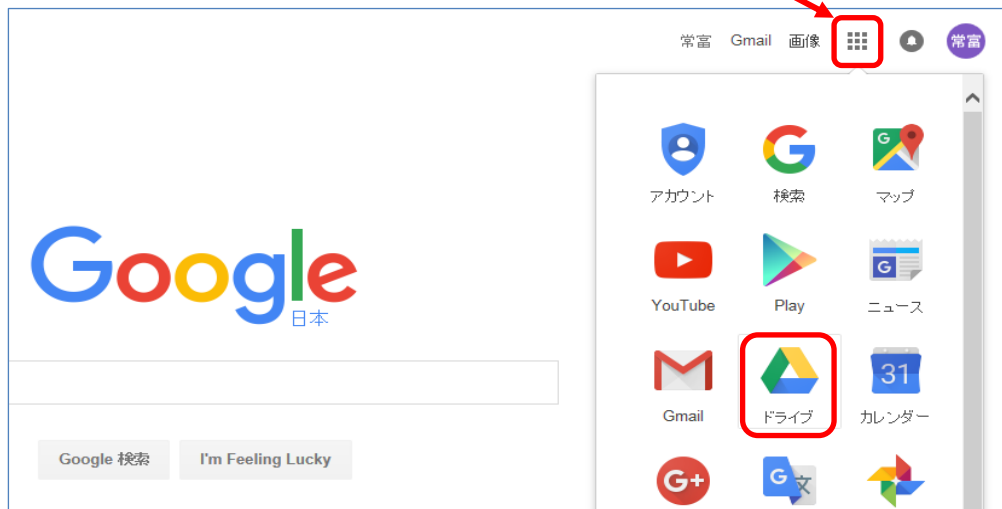 常富 Gmail 画像 常富
アカウント 検索 マップ
Google
日本
YouTube Play ニュース
31
Gmail ドライブ カレンダー
Google 検索 I'm Feeling Lucky
G+ G 文